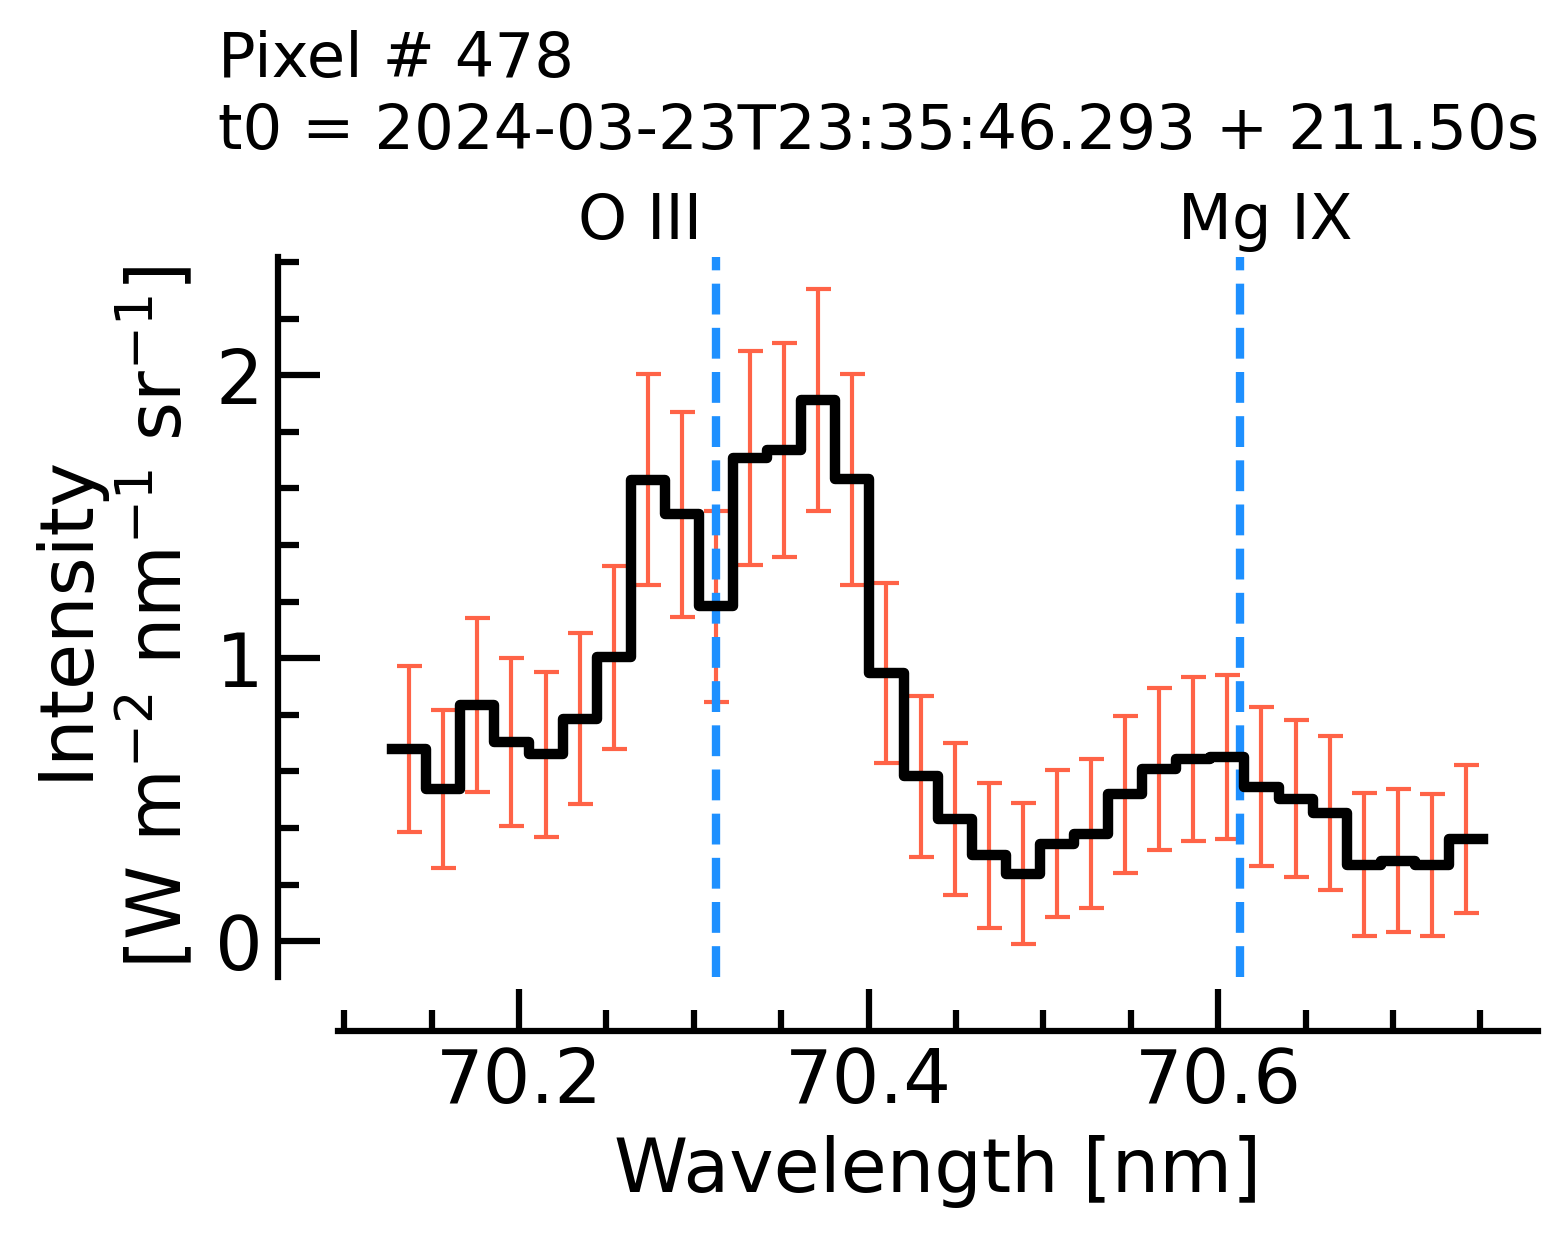 Pixel # 478
t0 = 2024-03-23T23:35:46.293 + 211.50s
O III
Mg IX
Intensity
[W m⁻² nm⁻¹ sr⁻¹]
2
1
0
70.2
70.4
70.6
Wavelength [nm]